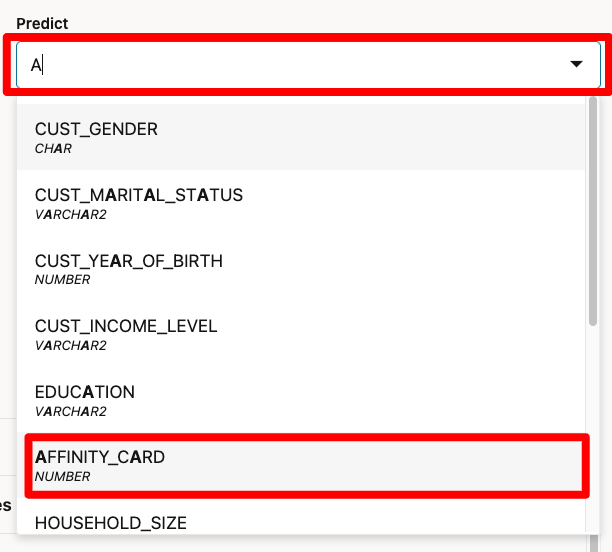 Predict
A
CUST_GENDER
CHAR
CUST_MARITAL_STATUS
VARCHAR2
CUST_YEAR_OF_BIRTH
NUMBER
CUST_INCOME_LEVEL
VARCHAR2
EDUCATION
VARCHAR2
AFFINITY_CARD
NUMBER
es
HOUSEHOLD_SIZE